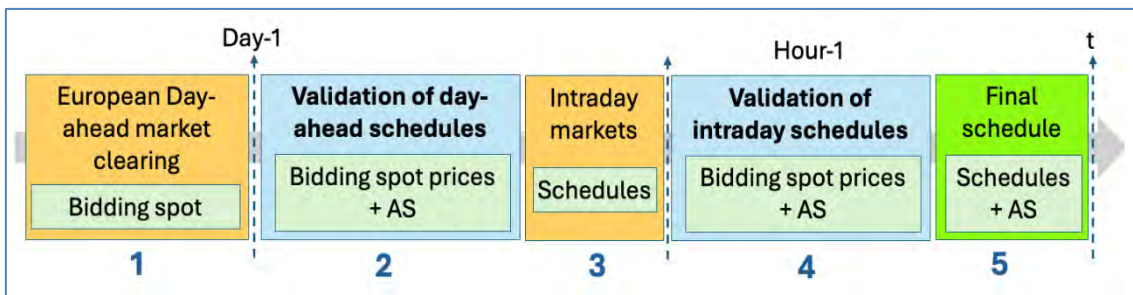 Day-1
Hour-1
t
European Day-
ahead market
clearing
Bidding spot
Validation of day-
ahead schedules
Bidding spot prices
+ AS
Intraday
markets
Schedules
Validation of
intraday schedules
Bidding spot prices
+ AS
Final
schedule
Schedules
+ AS
1
2
3
4
5